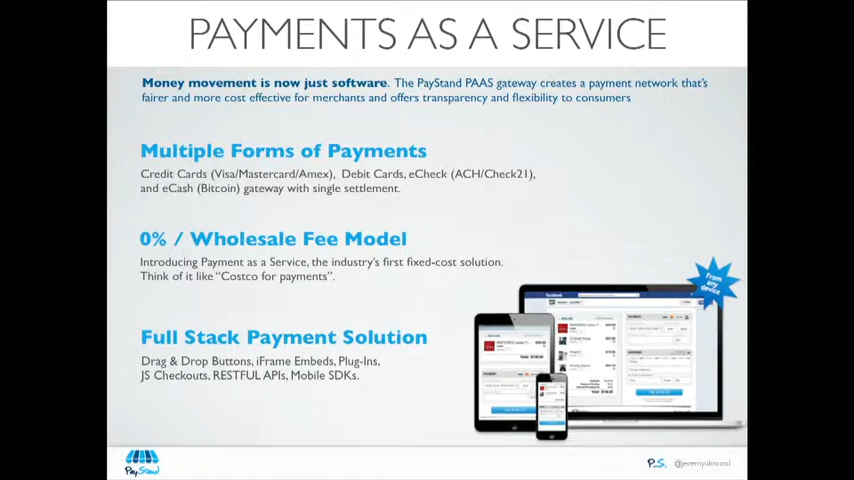 PAYMENTS AS A SERVICE
Money movement is now just software. The PayStand PAAS gateway creates a payment network that's
fairer and more cost effective for merchants and offers transparency and flexibility to consumers
Multiple Forms of Payments
Credit Cards (Visa/Mastercard/Amex), Debit Cards, eCheck (ACH/Check21),
and eCash (Bitcoin) gateway with single settlement.
0% / Wholesale Fee Model
Introducing Payment as a Service, the industry's first fixed-cost solution.
Think of it like "Costco for payments".
From
any
device
facebook
Full Stack Payment Solution
Drag & Drop Buttons, iFrame Embeds, Plug-Ins,
JS Checkouts, RESTFUL APIs, Mobile SDKs.
PayStand
P.S. @jeremyalmond